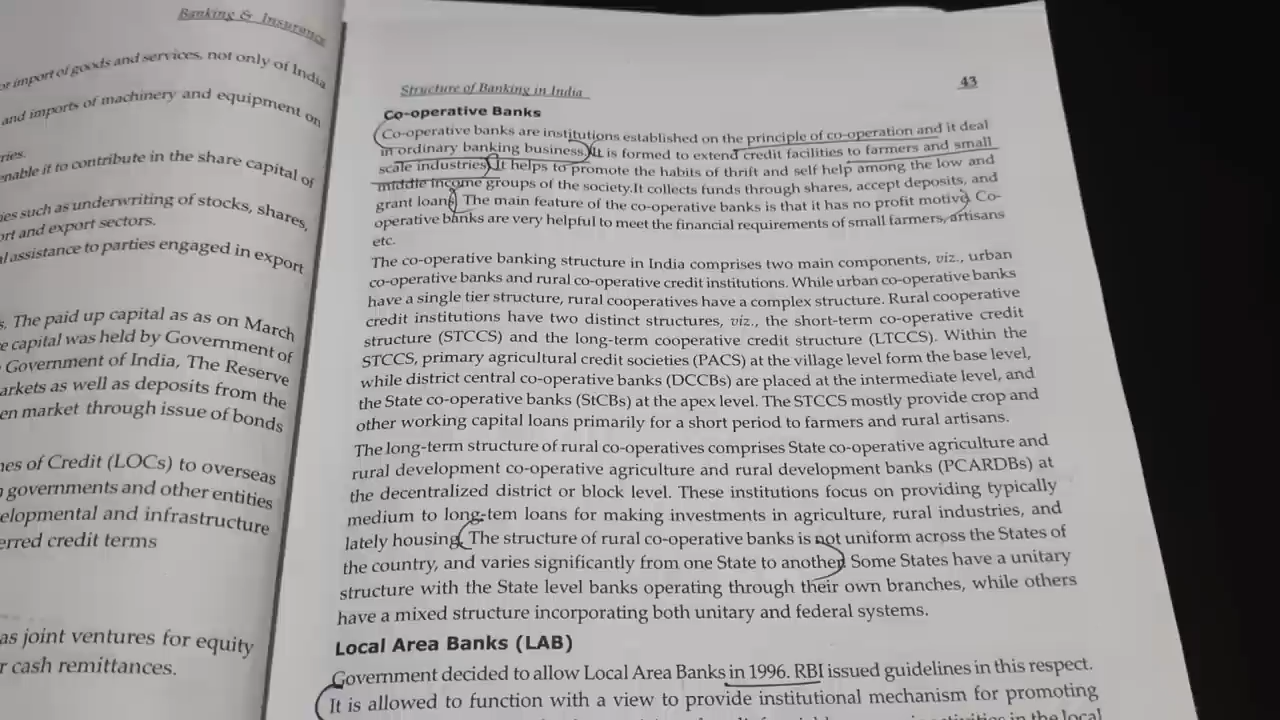 Banking & Insurance
or import of goods and services, not only of India
and imports of machinery and equipment on
ries.
enable it to contribute in the share capital of
ies such as underwriting of stocks, shares,
ort and export sectors.
al assistance to parties engaged in export
s. The paid up capital as as on March
e capital was held by Government of
Government of India, The Reserve
arkets as well as deposits from the
en market through issue of bonds
nes of Credit (LOCs) to overseas
governments and other entities
elopmental and infrastructure
erred credit terms
as joint ventures for equity
r cash remittances.
Structure of Banking in India 43
Co-operative Banks
Co-operative banks are institutions established on the principle of co-operation and it deal
in ordinary banking business. It is formed to extend credit facilities to farmers and small
scale industries. It helps to promote the habits of thrift and self help among the low and
middle income groups of the society.It collects funds through shares, accept deposits, and
grant loans. The main feature of the co-operative banks is that it has no profit motive. Co-
operative banks are very helpful to meet the financial requirements of small farmers, artisans
etc.
The co-operative banking structure in India comprises two main components, viz., urban
co-operative banks and rural co-operative credit institutions. While urban co-operative banks
have a single tier structure, rural cooperatives have a complex structure. Rural cooperative
credit institutions have two distinct structures, viz., the short-term co-operative credit
structure (STCCS) and the long-term cooperative credit structure (LTCCS). Within the
STCCS, primary agricultural credit societies (PACS) at the village level form the base level,
while district central co-operative banks (DCCBs) are placed at the intermediate level, and
the State co-operative banks (StCBs) at the apex level. The STCCS mostly provide crop and
other working capital loans primarily for a short period to farmers and rural artisans.
The long-term structure of rural co-operatives comprises State co-operative agriculture and
rural development co-operative agriculture and rural development banks (PCARDBs) at
the decentralized district or block level. These institutions focus on providing typically
medium to long-tem loans for making investments in agriculture, rural industries, and
lately housing. The structure of rural co-operative banks is not uniform across the States of
the country, and varies significantly from one State to another. Some States have a unitary
structure with the State level banks operating through their own branches, while others
have a mixed structure incorporating both unitary and federal systems.
Local Area Banks (LAB)
Government decided to allow Local Area Banks in 1996. RBI issued guidelines in this respect.
It is allowed to function with a view to provide institutional mechanism for promoting
in the local